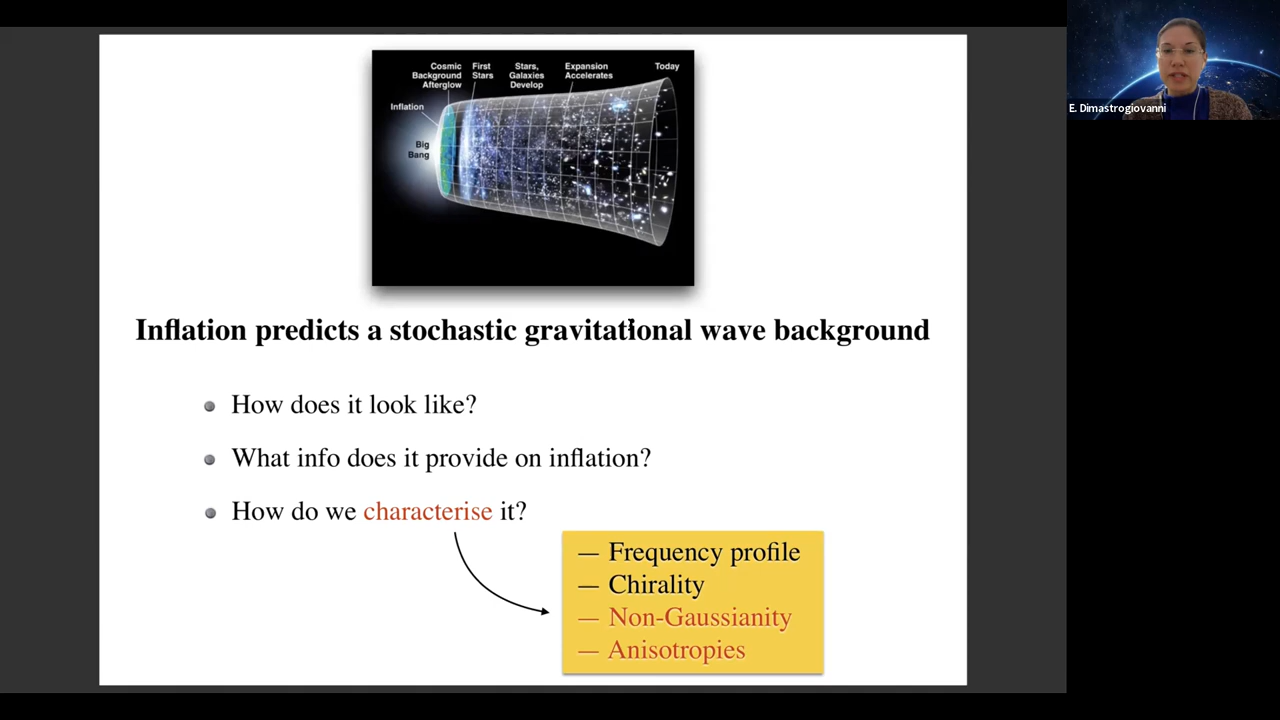 Cosmic
Background
Afterglow
First
Stars
Stars,
Galaxies
Develop
Expansion
Accelerates
Today
Inflation
Big
Bang
E. Dimastrogiovanni
Inflation predicts a stochastic gravitational wave background
How does it look like?
What info does it provide on inflation?
How do we characterise it?
— Frequency profile
— Chirality
— Non-Gaussianity
— Anisotropies